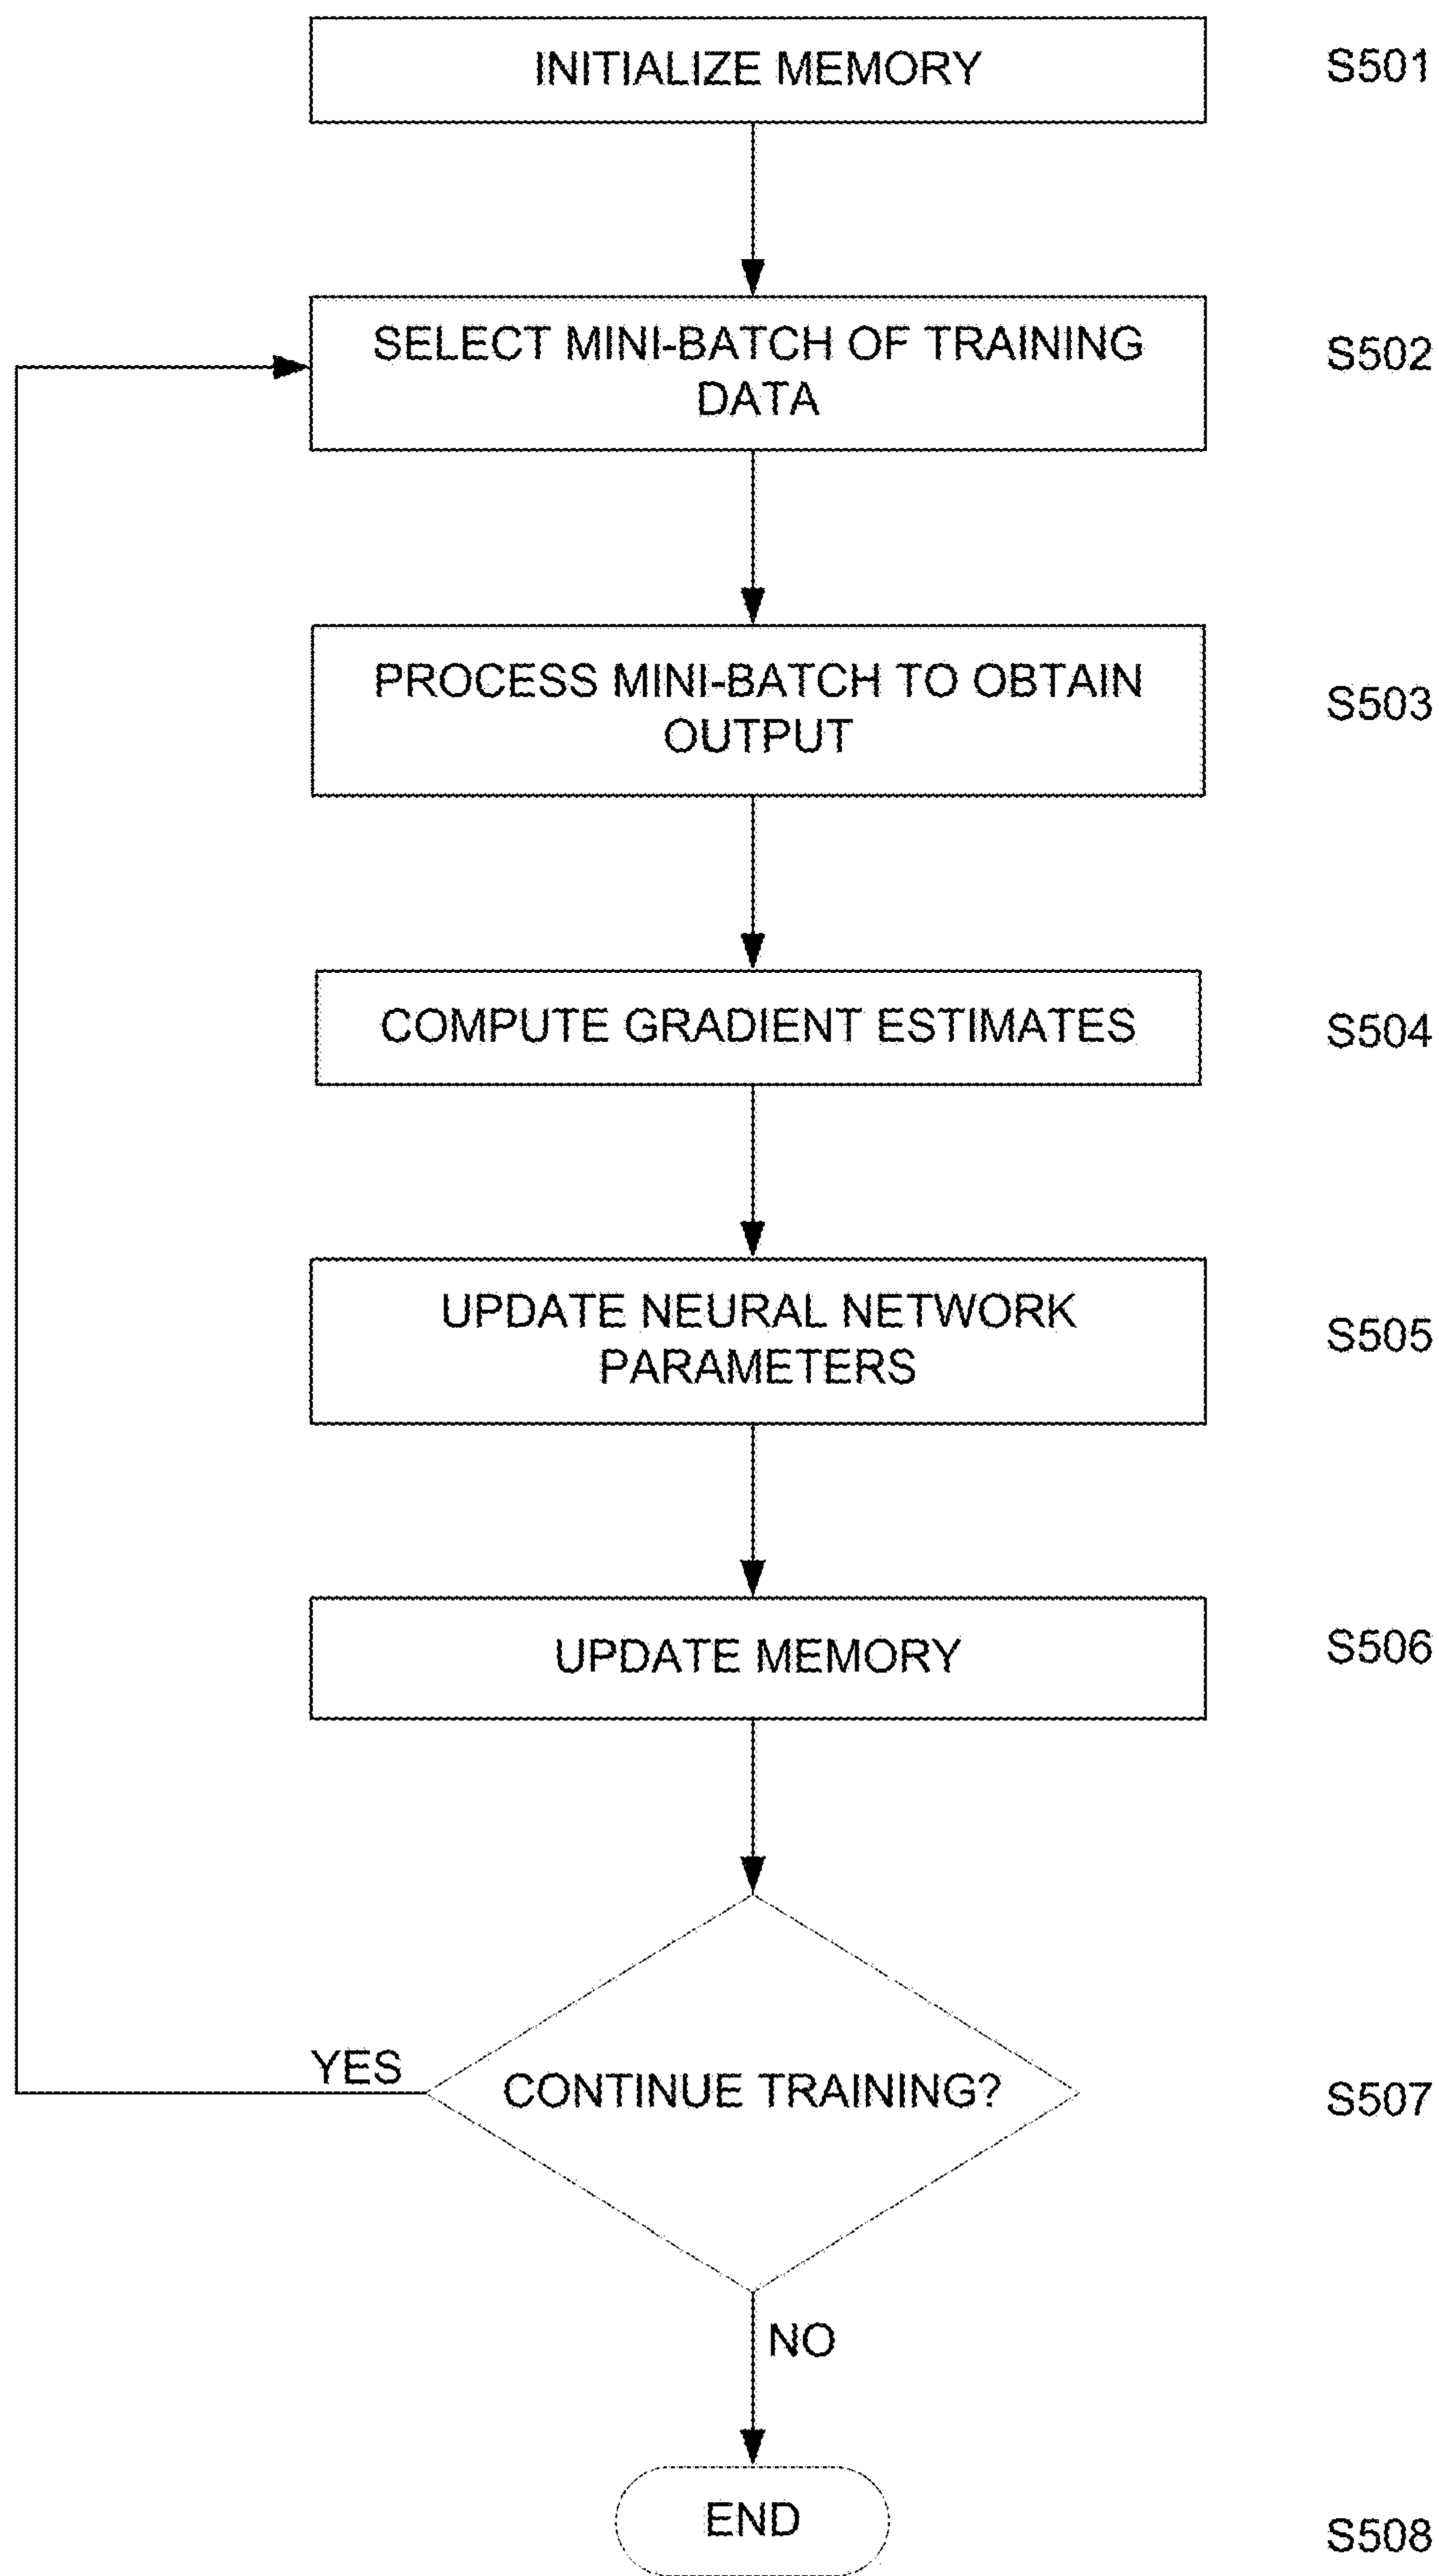 INITIALIZE MEMORY
S501
SELECT MINI-BATCH OF TRAINING
DATA
S502
PROCESS MINI-BATCH TO OBTAIN
OUTPUT
S503
COMPUTE GRADIENT ESTIMATES
S504
UPDATE NEURAL NETWORK
PARAMETERS
S505
UPDATE MEMORY
S506
YES
CONTINUE TRAINING?
S507
NO
END
S508